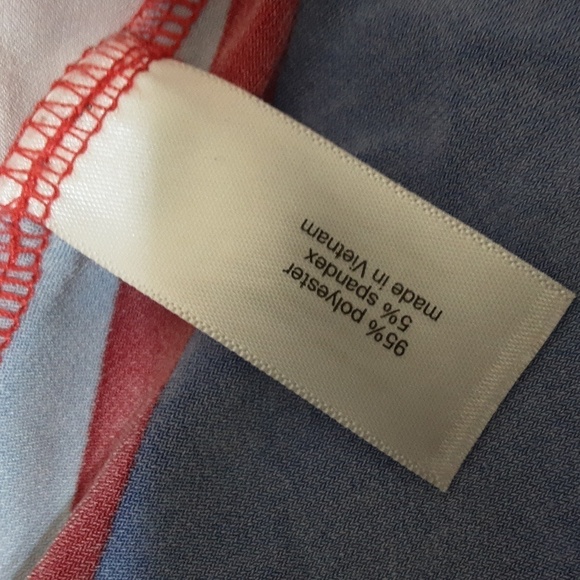 95% polyester
5% spandex
made in Vietnam